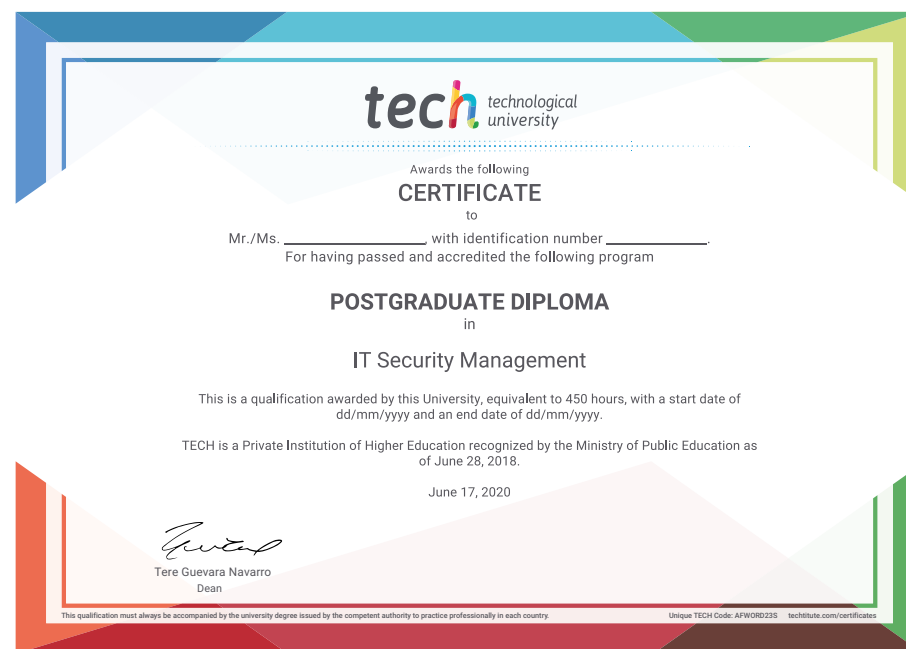 tech technological
university
Awards the following
CERTIFICATE
to
Mr./Ms. ____________________, with identification number ______________.
For having passed and accredited the following program
POSTGRADUATE DIPLOMA
in
IT Security Management
This is a qualification awarded by this University, equivalent to 450 hours, with a start date of
dd/mm/yyyy and an end date of dd/mm/yyyy.
TECH is a Private Institution of Higher Education recognized by the Ministry of Public Education as
of June 28, 2018.
June 17, 2020
Tere Guevara Navarro
Dean
This qualification must always be accompanied by the university degree issued by the competent authority to practice professionally in each country. Unique TECH Code: AFWORD23S techtitute.com/certificates